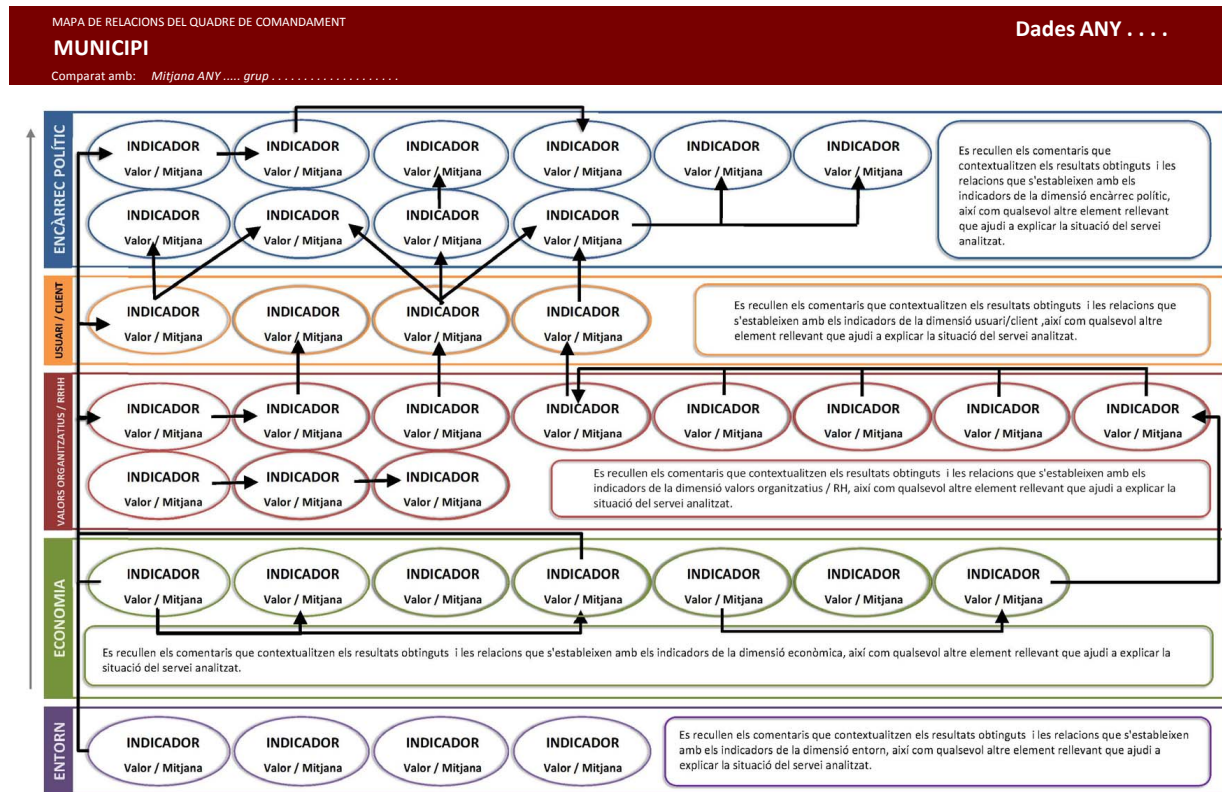 MAPA DE RELACIONS DEL QUADRE DE COMANDAMENT
Dades ANY . . . .
MUNICIPI
Comparat amb: Mitjana ANY ..... grup . . . . . . . . . . . . . . . . . . . .
ENCÀRREC POLÍTIC
INDICADOR INDICADOR INDICADOR INDICADOR INDICADOR INDICADOR
Valor / Mitjana Valor / Mitjana Valor / Mitjana Valor / Mitjana Valor / Mitjana Valor / Mitjana
INDICADOR INDICADOR INDICADOR INDICADOR
Valor / Mitjana Valor / Mitjana Valor / Mitjana Valor / Mitjana
Es recullen els comentaris que
contextualitzen els resultats obtinguts i les
relacions que s'estableixen amb els
indicadors de la dimensió encàrrec polític,
així com qualsevol altre element rellevant
que ajudi a explicar la situació del servei
analitzat.
USUARI / CLIENT
INDICADOR INDICADOR INDICADOR INDICADOR
Valor / Mitjana Valor / Mitjana Valor / Mitjana Valor / Mitjana
Es recullen els comentaris que contextualitzen els resultats obtinguts i les relacions que
s'estableixen amb els indicadors de la dimensió usuari/client ,així com qualsevol altre
element rellevant que ajudi a explicar la situació del servei analitzat.
VALORS ORGANITZATIUS / RRHH
INDICADOR INDICADOR INDICADOR INDICADOR INDICADOR INDICADOR INDICADOR INDICADOR
Valor / Mitjana Valor / Mitjana Valor / Mitjana Valor / Mitjana Valor / Mitjana Valor / Mitjana Valor / Mitjana Valor / Mitjana
INDICADOR INDICADOR INDICADOR
Valor / Mitjana Valor / Mitjana Valor / Mitjana
Es recullen els comentaris que contextualitzen els resultats obtinguts i les relacions que s'estableixen amb els
indicadors de la dimensió valors organitzatius / RH, així com qualsevol altre element rellevant que ajudi a explicar la
situació del servei analitzat.
ECONOMIA
INDICADOR INDICADOR INDICADOR INDICADOR INDICADOR INDICADOR INDICADOR
Valor / Mitjana Valor / Mitjana Valor / Mitjana Valor / Mitjana Valor / Mitjana Valor / Mitjana Valor / Mitjana
Es recullen els comentaris que contextualitzen els resultats obtinguts i les relacions que s'estableixen amb els indicadors de la dimensió econòmica, així com qualsevol altre element rellevant que ajudi a explicar la
situació del servei analitzat.
ENTORN
INDICADOR INDICADOR INDICADOR INDICADOR
Valor / Mitjana Valor / Mitjana Valor / Mitjana Valor / Mitjana
Es recullen els comentaris que contextualitzen els resultats obtinguts i les relacions que s'estableixen
amb els indicadors de la dimensió entorn, així com qualsevol altre element rellevant que ajudi a
explicar la situació del servei analitzat.